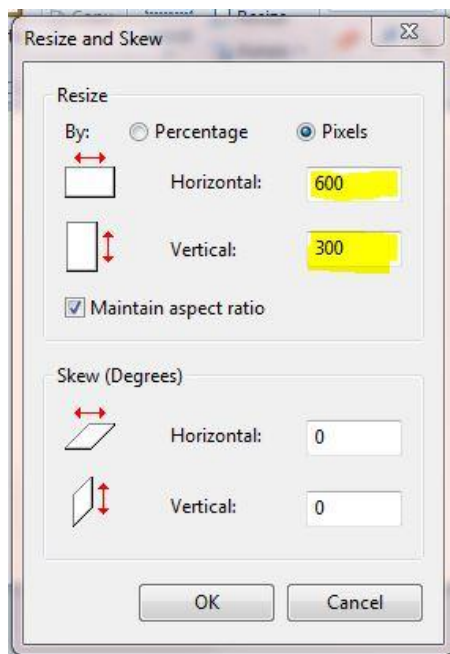 Resize and Skew
Resize
By: Percentage Pixels
Horizontal: 600
Vertical: 300
Maintain aspect ratio
Skew (Degrees)
Horizontal: 0
Vertical: 0
OK Cancel